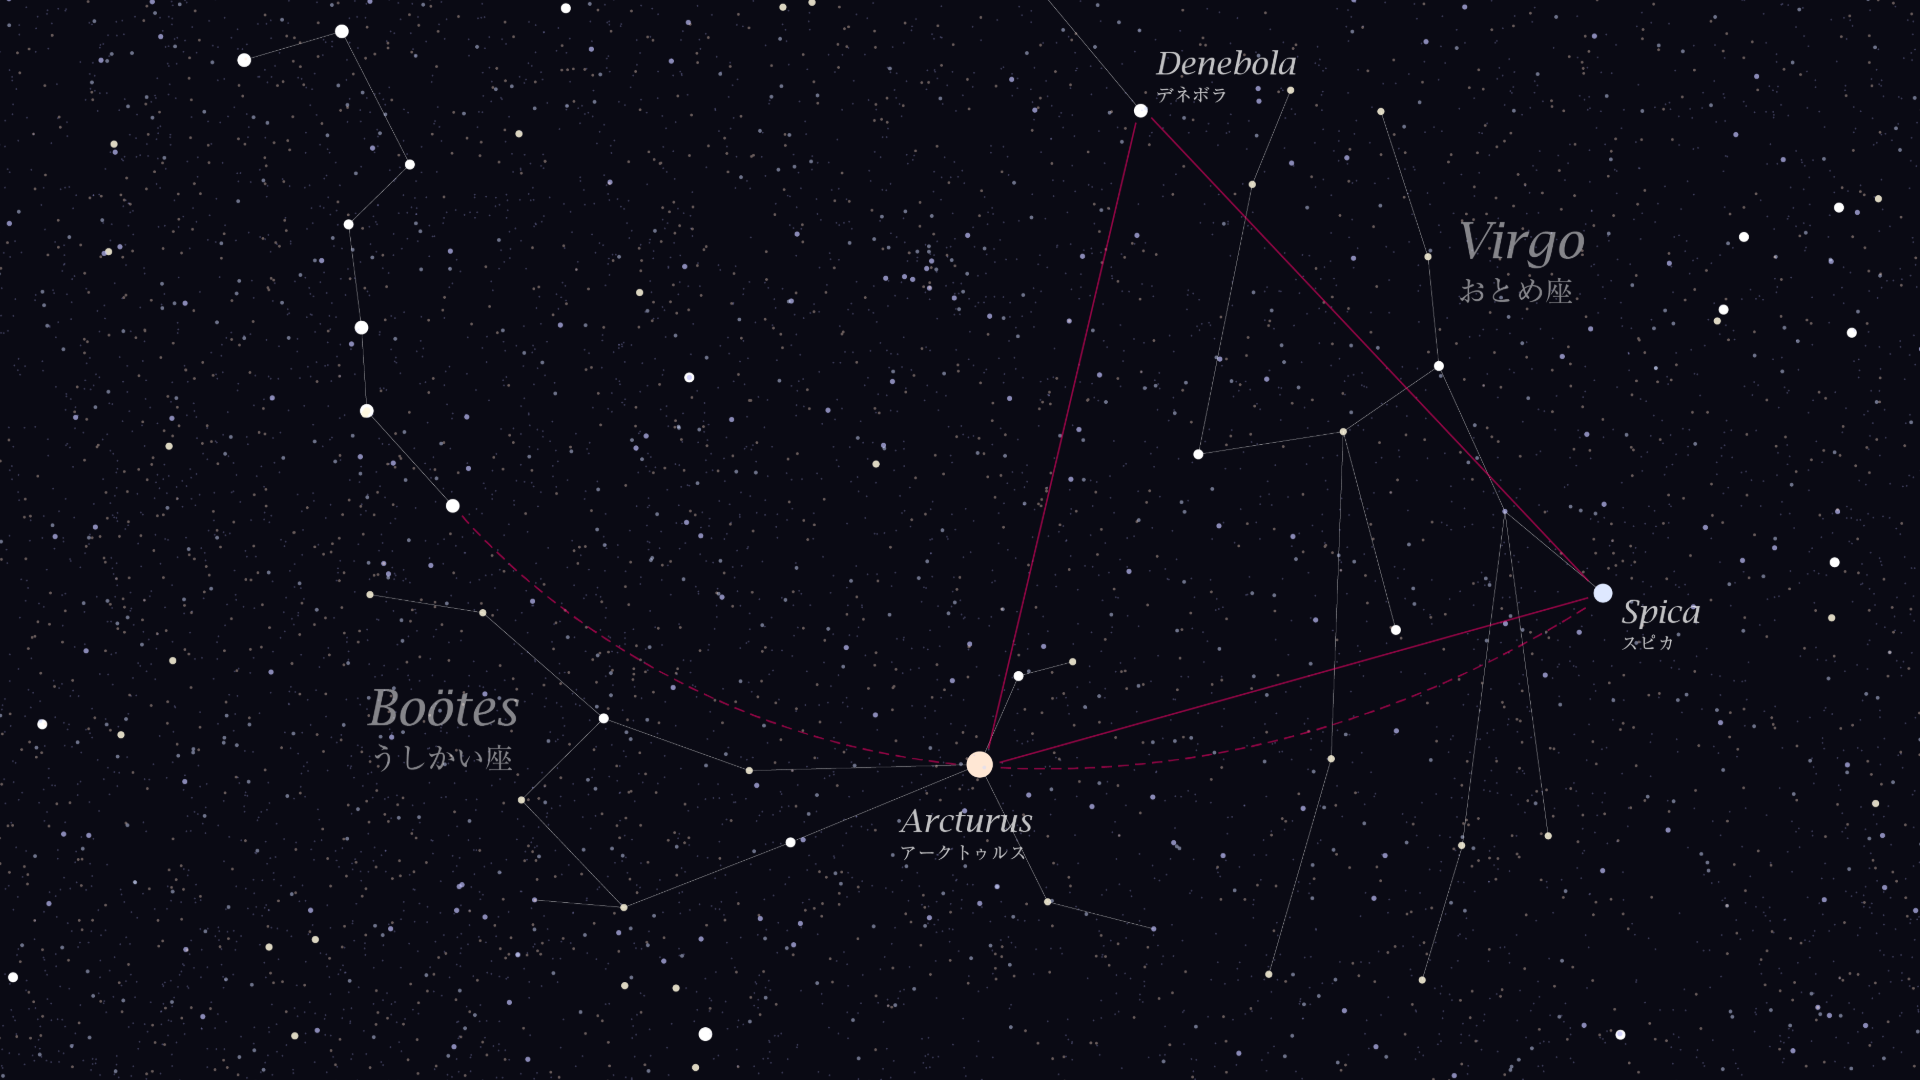 Denebola
デネボラ
Virgo
おとめ座
Spica
スピカ
Boötes
うしかい座
Arcturus
アークトゥルス